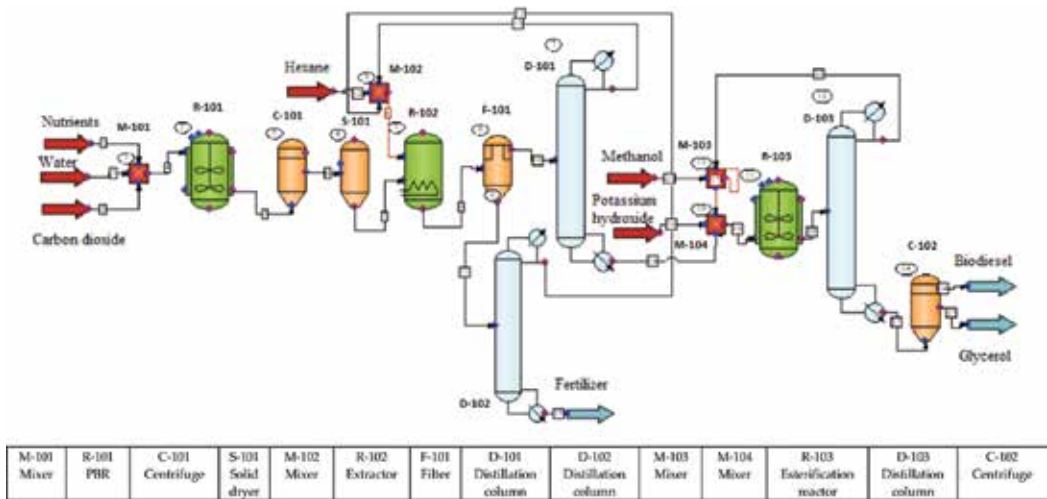 Hexane
M-102
D-101
R-101
Nutrients
M-101
Water
Carbon dioxide
C-101
S-101
R-102
F-101
Methanol
M-103
R-103
D-103
Potassium
hydroxide
M-104
C-102
Biodiesel
Glycerol
Fertilizer
D-102
M-101 R-101 C-101 S-101 M-102 R-102 F-101 D-101 D-102 M-103 M-104 R-103 D-103 C-102
Mixer PBR Centrifuge Solid Mixer Extractor Filter Distillation Distillation Mixer Mixer Esterification Distillation Centrifuge
dryer column column reactor column